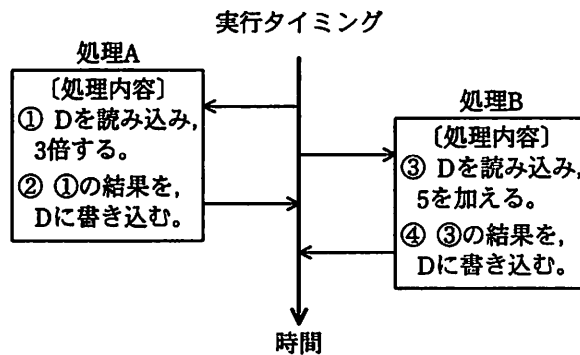 実行タイミング
処理A
〔処理内容〕
① Dを読み込み,
3倍する。
② ①の結果を,
Dに書き込む。
処理B
〔処理内容〕
③ Dを読み込み,
5を加える。
④ ③の結果を,
Dに書き込む。
時間